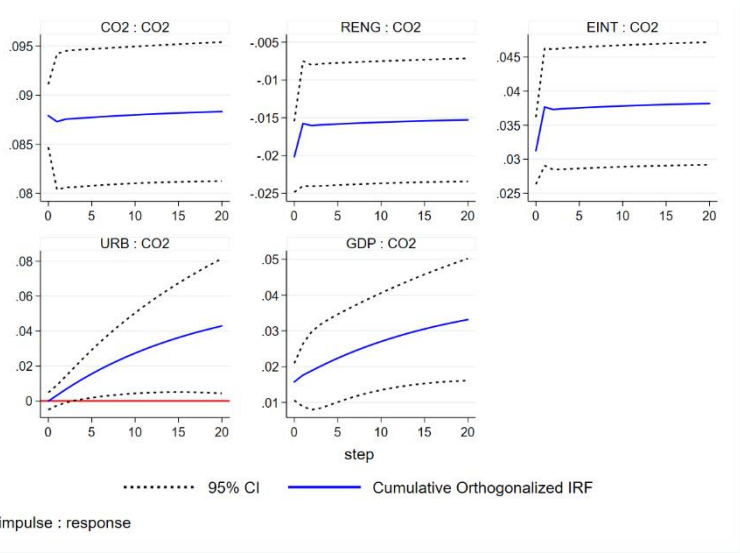 CO2 : CO2
RENG : CO2
EINT : CO2
.095
.09
.085
.08
0 5 10 15 20
-.005
-.01
-.015
-.02
-.025
0 5 10 15 20
.045
.04
.035
.03
.025
0 5 10 15 20
URB : CO2
GDP : CO2
.08
.06
.04
.02
0
0 5 10 15 20
.05
.04
.03
.02
.01
0 5 10 15 20
step
95% CI
Cumulative Orthogonalized IRF
impulse : response